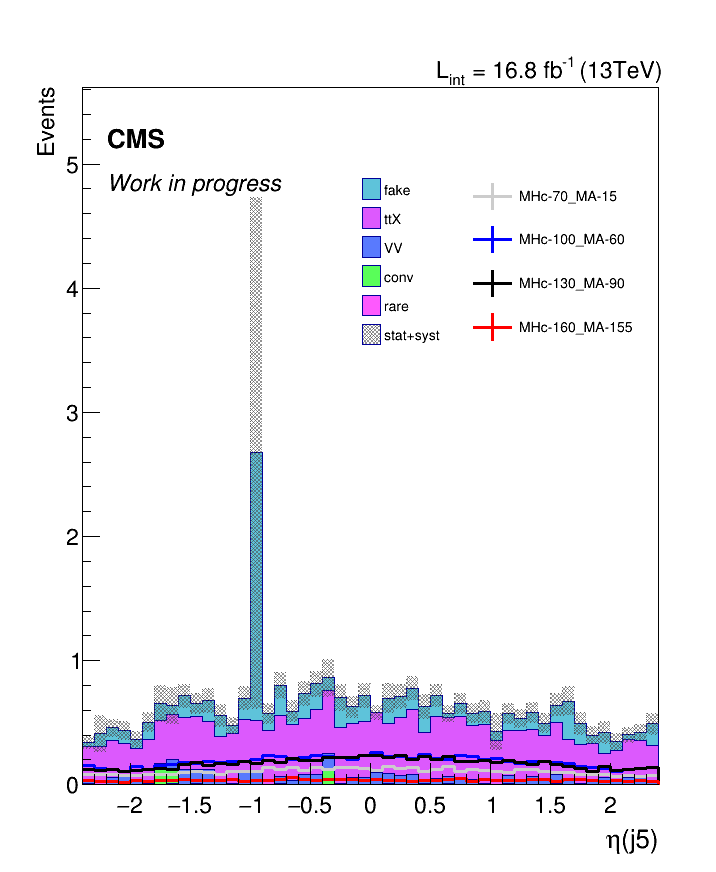 L_int = 16.8 fb^-1 (13TeV)
Events
CMS
Work in progress
fake
ttX
VV
conv
rare
stat+syst
MHc-70_MA-15
MHc-100_MA-60
MHc-130_MA-90
MHc-160_MA-155
5
4
3
2
1
0
−2 −1.5 −1 −0.5 0 0.5 1 1.5 2
η(j5)